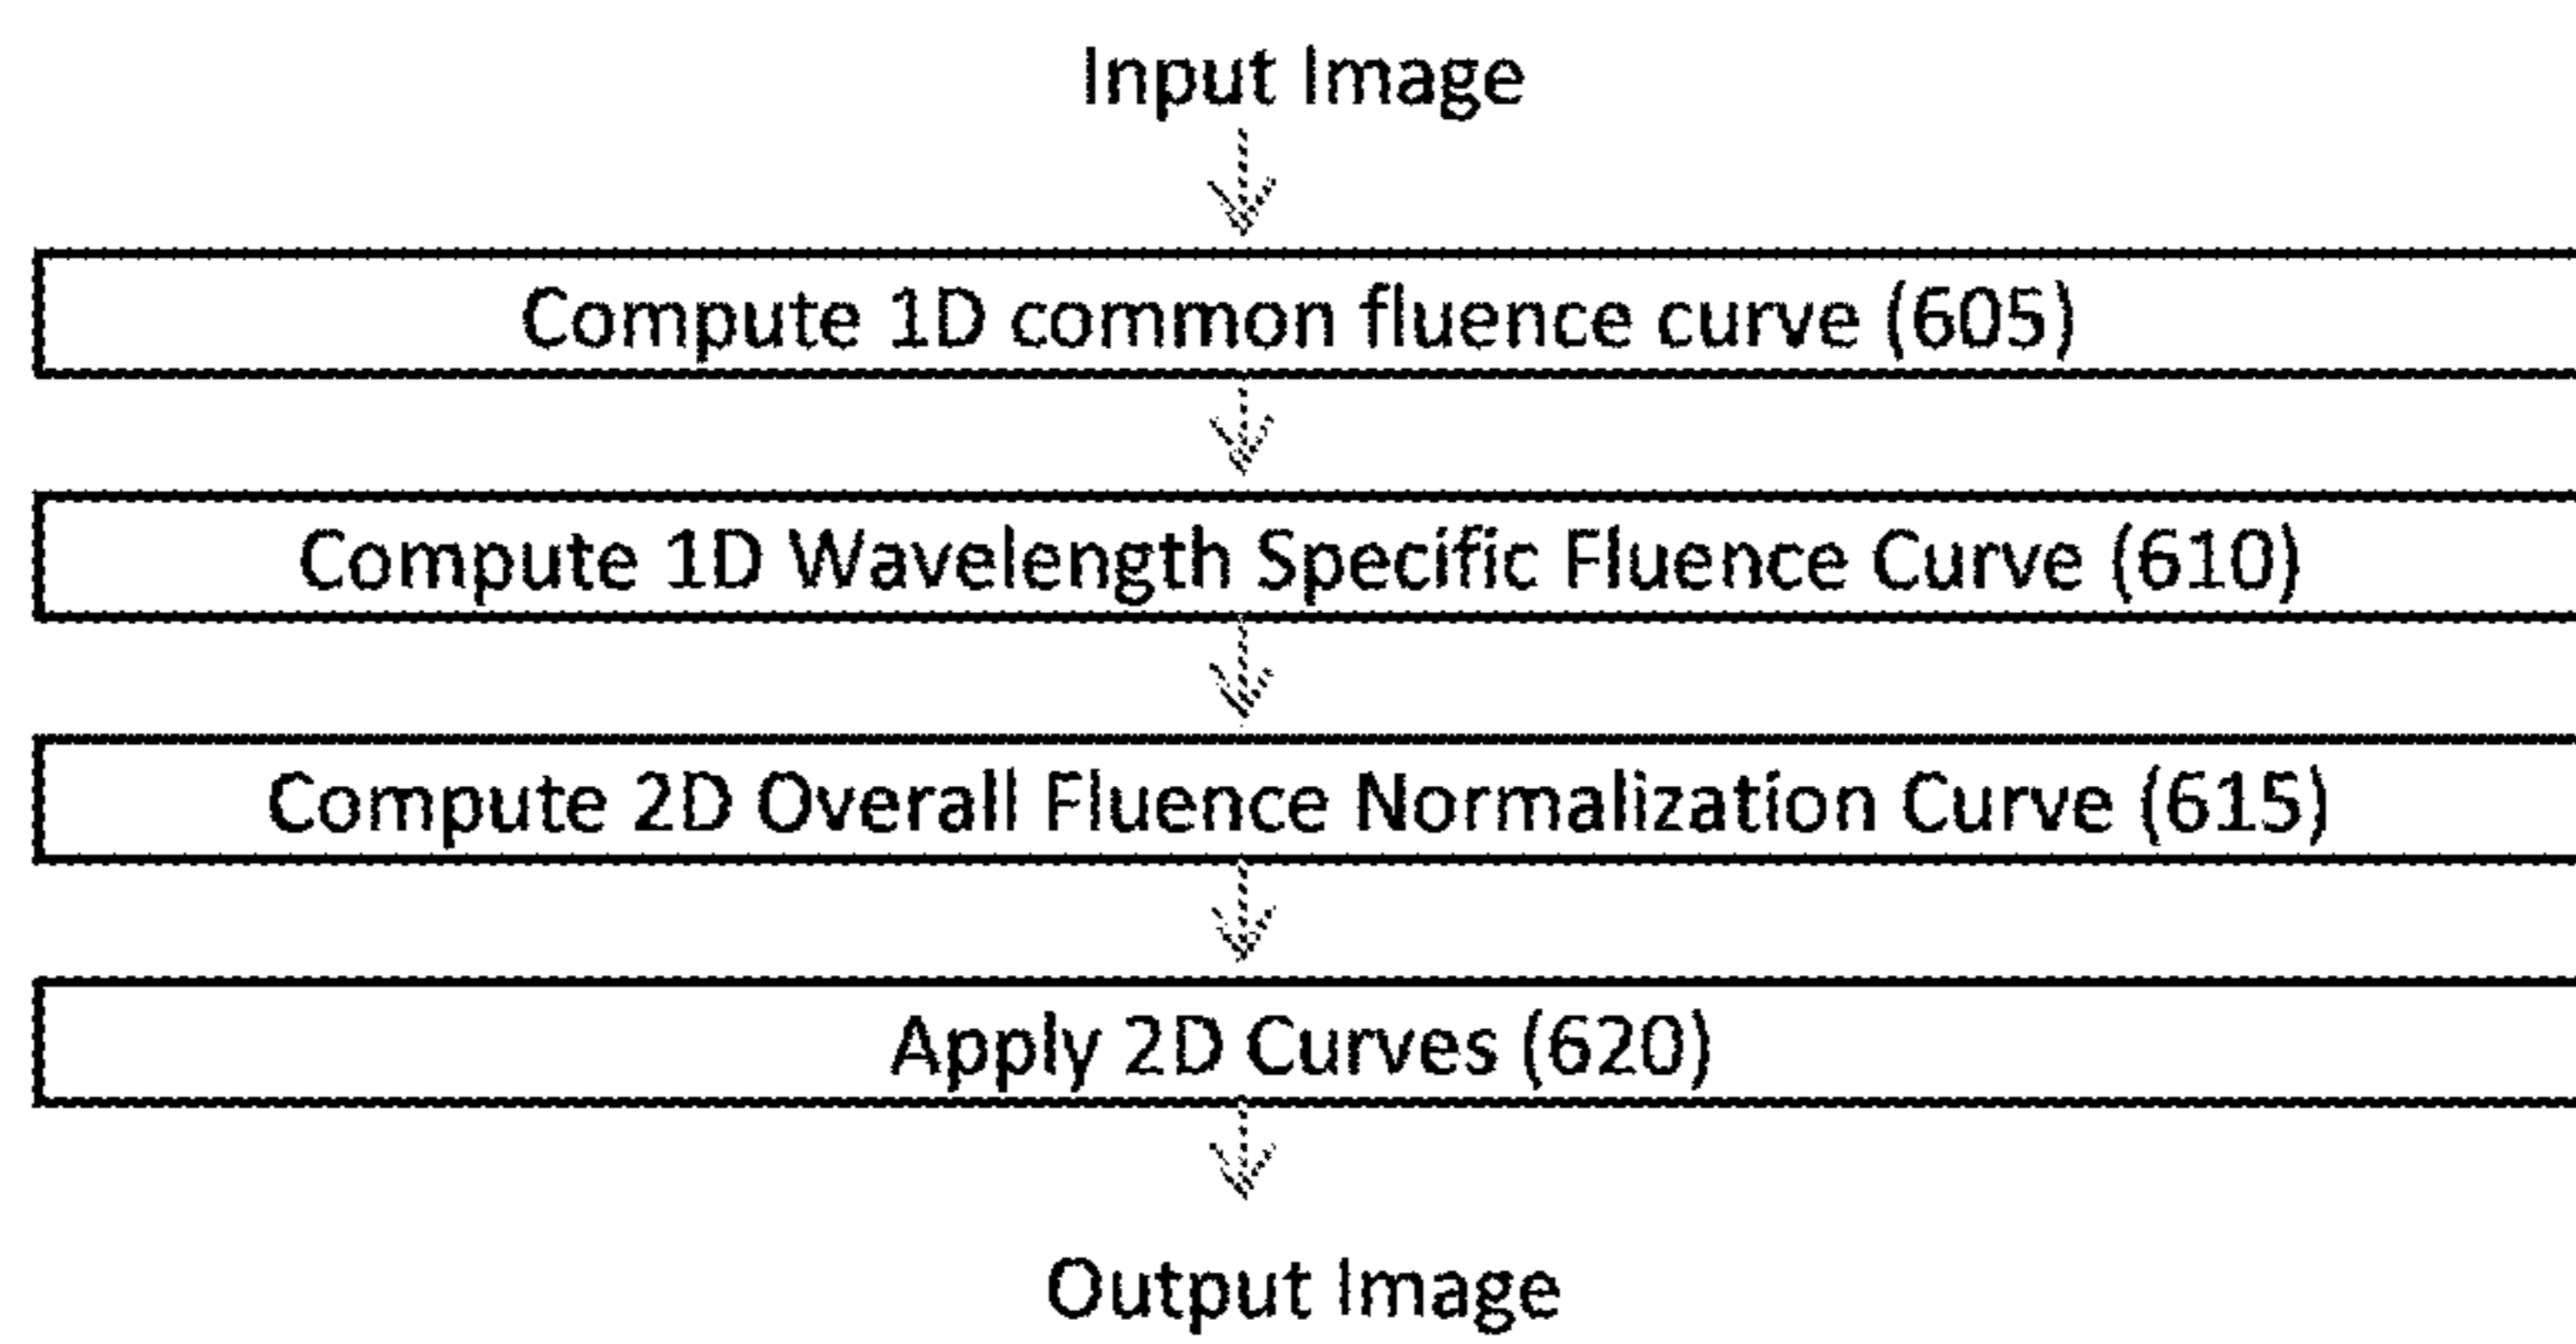 Input Image
Compute 1D common fluence curve (605)
Compute 1D Wavelength Specific Fluence Curve (610)
Compute 2D Overall Fluence Normalization Curve (615)
Apply 2D Curves (620)
Output Image